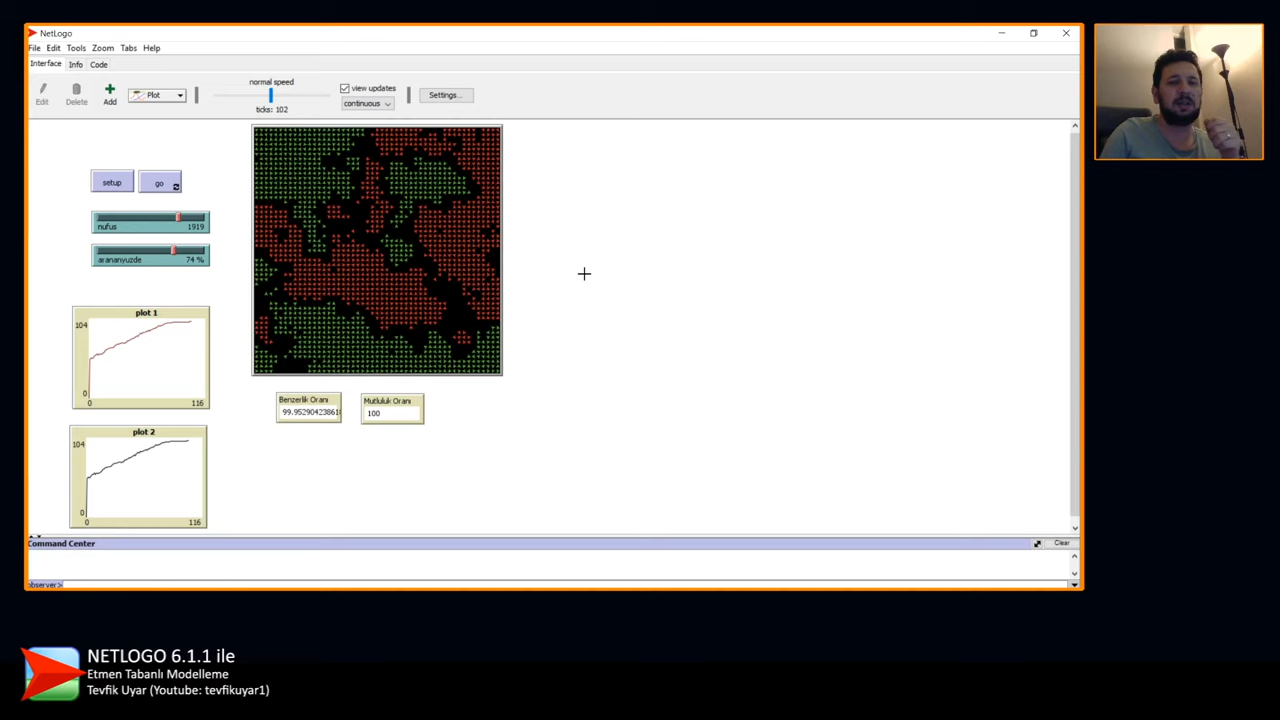 NetLogo
File Edit Tools Zoom Tabs Help
Interface Info Code
Edit Delete Add Plot normal speed ticks: 102 view updates continuous Settings...
setup go
nufus 1919
arananyuzde 74 %
plot 1
104
0
0 116
plot 2
104
0
0 116
Benzerlik Oranı
99.9529042386
Mutluluk Oranı
100
Command Center Clear
observer>
NETLOGO 6.1.1 ile
Etmen Tabanlı Modelleme
Tevfik Uyar (Youtube: tevfikuyar1)